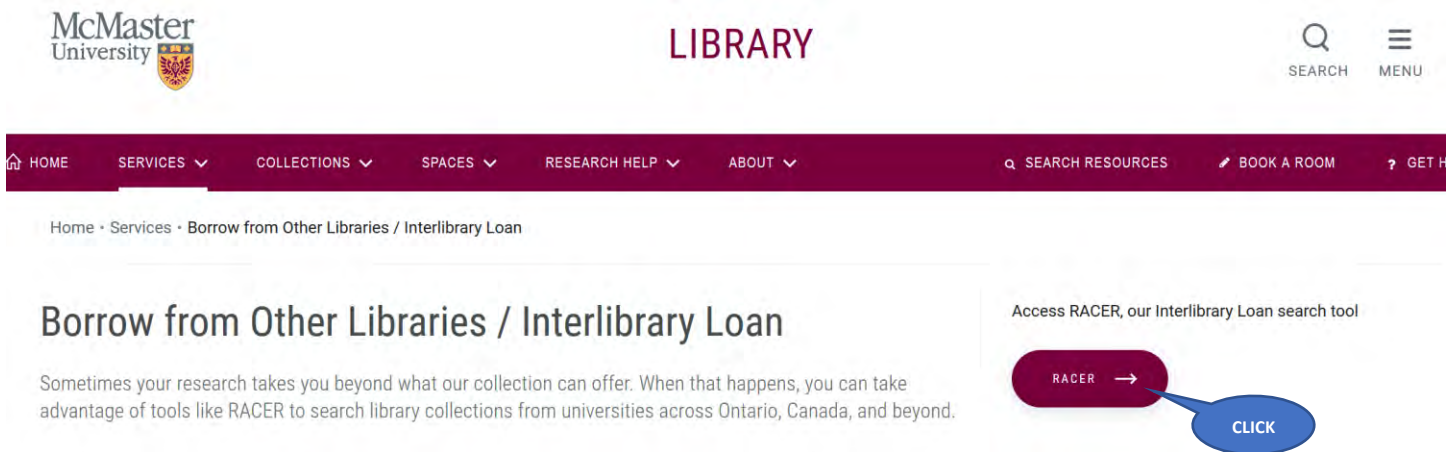 McMaster
University
LIBRARY
SEARCH
MENU
HOME
SERVICES
COLLECTIONS
SPACES
RESEARCH HELP
ABOUT
SEARCH RESOURCES
BOOK A ROOM
? GET H
Home • Services • Borrow from Other Libraries / Interlibrary Loan
Borrow from Other Libraries / Interlibrary Loan
Sometimes your research takes you beyond what our collection can offer. When that happens, you can take
advantage of tools like RACER to search library collections from universities across Ontario, Canada, and beyond.
Access RACER, our Interlibrary Loan search tool
RACER →
CLICK